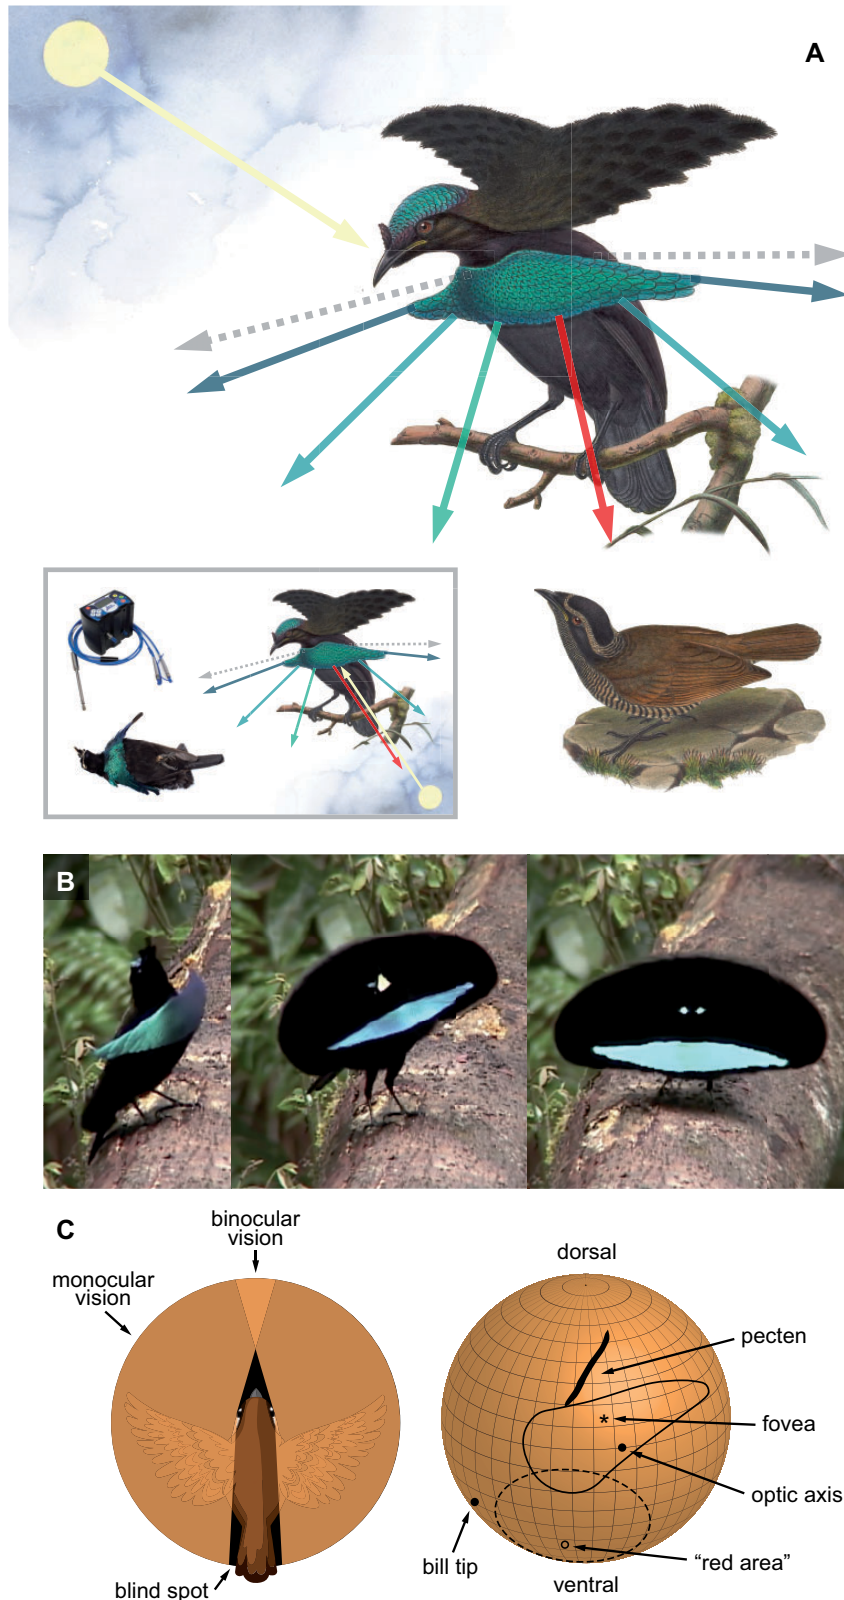 A
B
C
binocular
vision
monocular
vision
blind spot
dorsal
pecten
fovea
*
optic axis
"red area"
bill tip
ventral